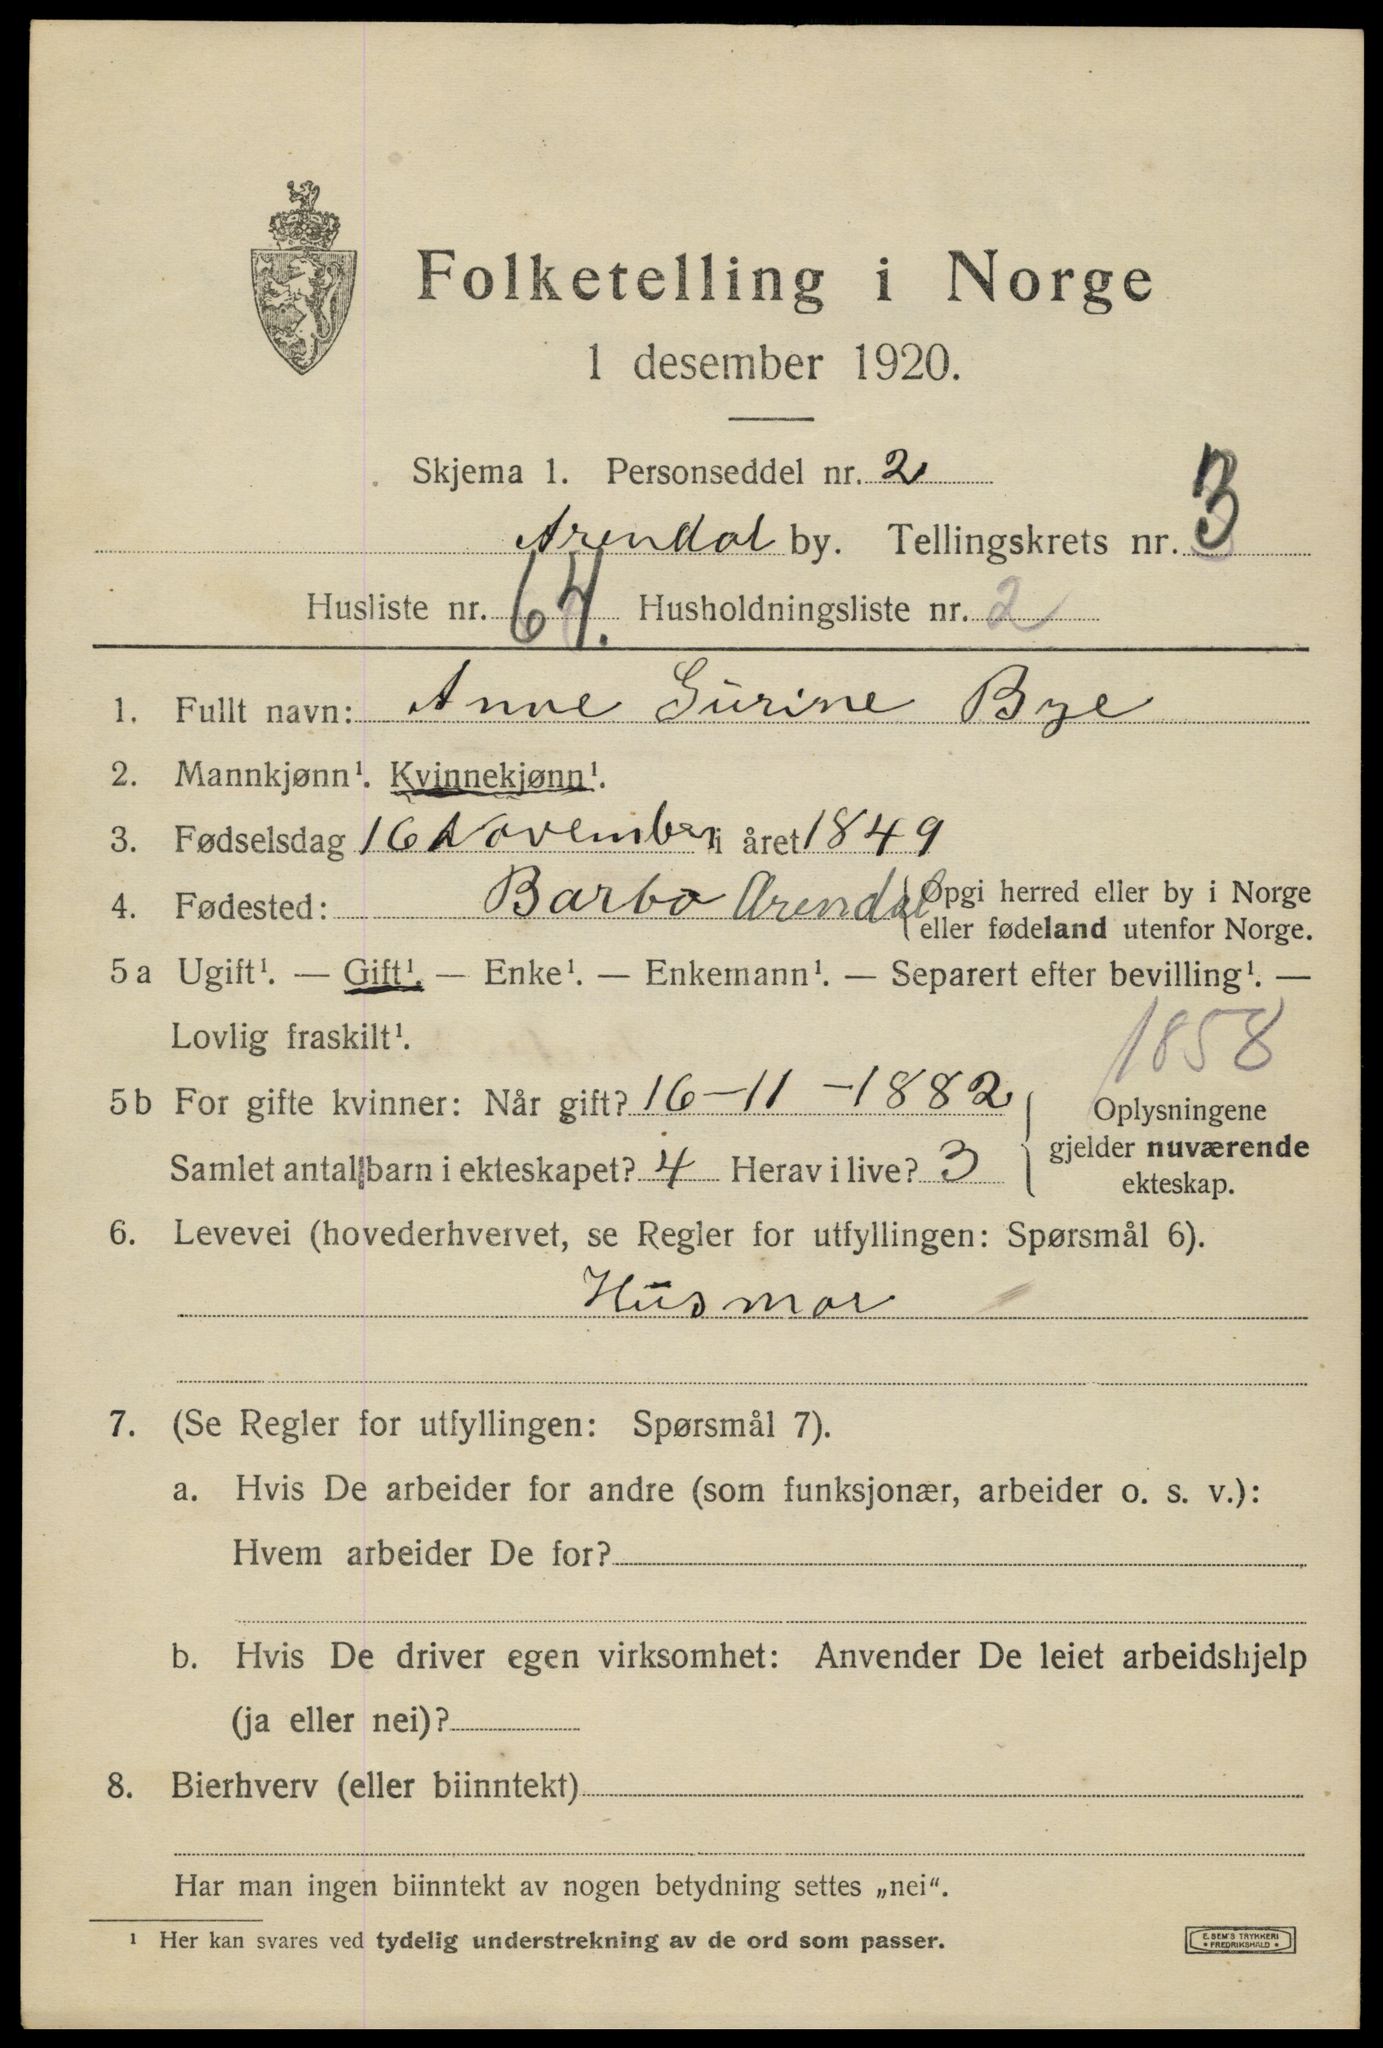 Folketelling i Norge
1 desember 1920.
Skjema 1. Personseddel nr. 2
Arendal by. Tellingskrets nr. 3
Husliste nr. 64. Husholdningsliste nr. 2
1. Fullt navn: Anne Gurine Bye
2. Mannkjønn¹. Kvinnekjønn¹.
3. Fødselsdag 16 November i året 1849
4. Fødested: Barbo Arendal Opgi herred eller by i Norge
eller fødeland utenfor Norge.
5 a Ugift¹. — Gift¹. — Enke¹. — Enkemann¹. — Separert efter bevilling¹. —
Lovlig fraskilt¹.
1858
5 b For gifte kvinner: Når gift? 16-11-1882
Samlet antal barn i ekteskapet? 4 Herav i live? 3
Oplysningene
gjelder nuværende
ekteskap.
6. Levevei (hovederhvervet, se Regler for utfyllingen: Spørsmål 6).
Husmor
7. (Se Regler for utfyllingen: Spørsmål 7).
a. Hvis De arbeider for andre (som funksjonær, arbeider o. s. v.):
Hvem arbeider De for?
b. Hvis De driver egen virksomhet: Anvender De leiet arbeidshjelp
(ja eller nei)?
8. Bierhverv (eller biinntekt)
Har man ingen biinntekt av nogen betydning settes „nei“.
¹ Her kan svares ved tydelig understrekning av de ord som passer.
E. SEM'S TRYKKERI
• FREDRIKSHALD •